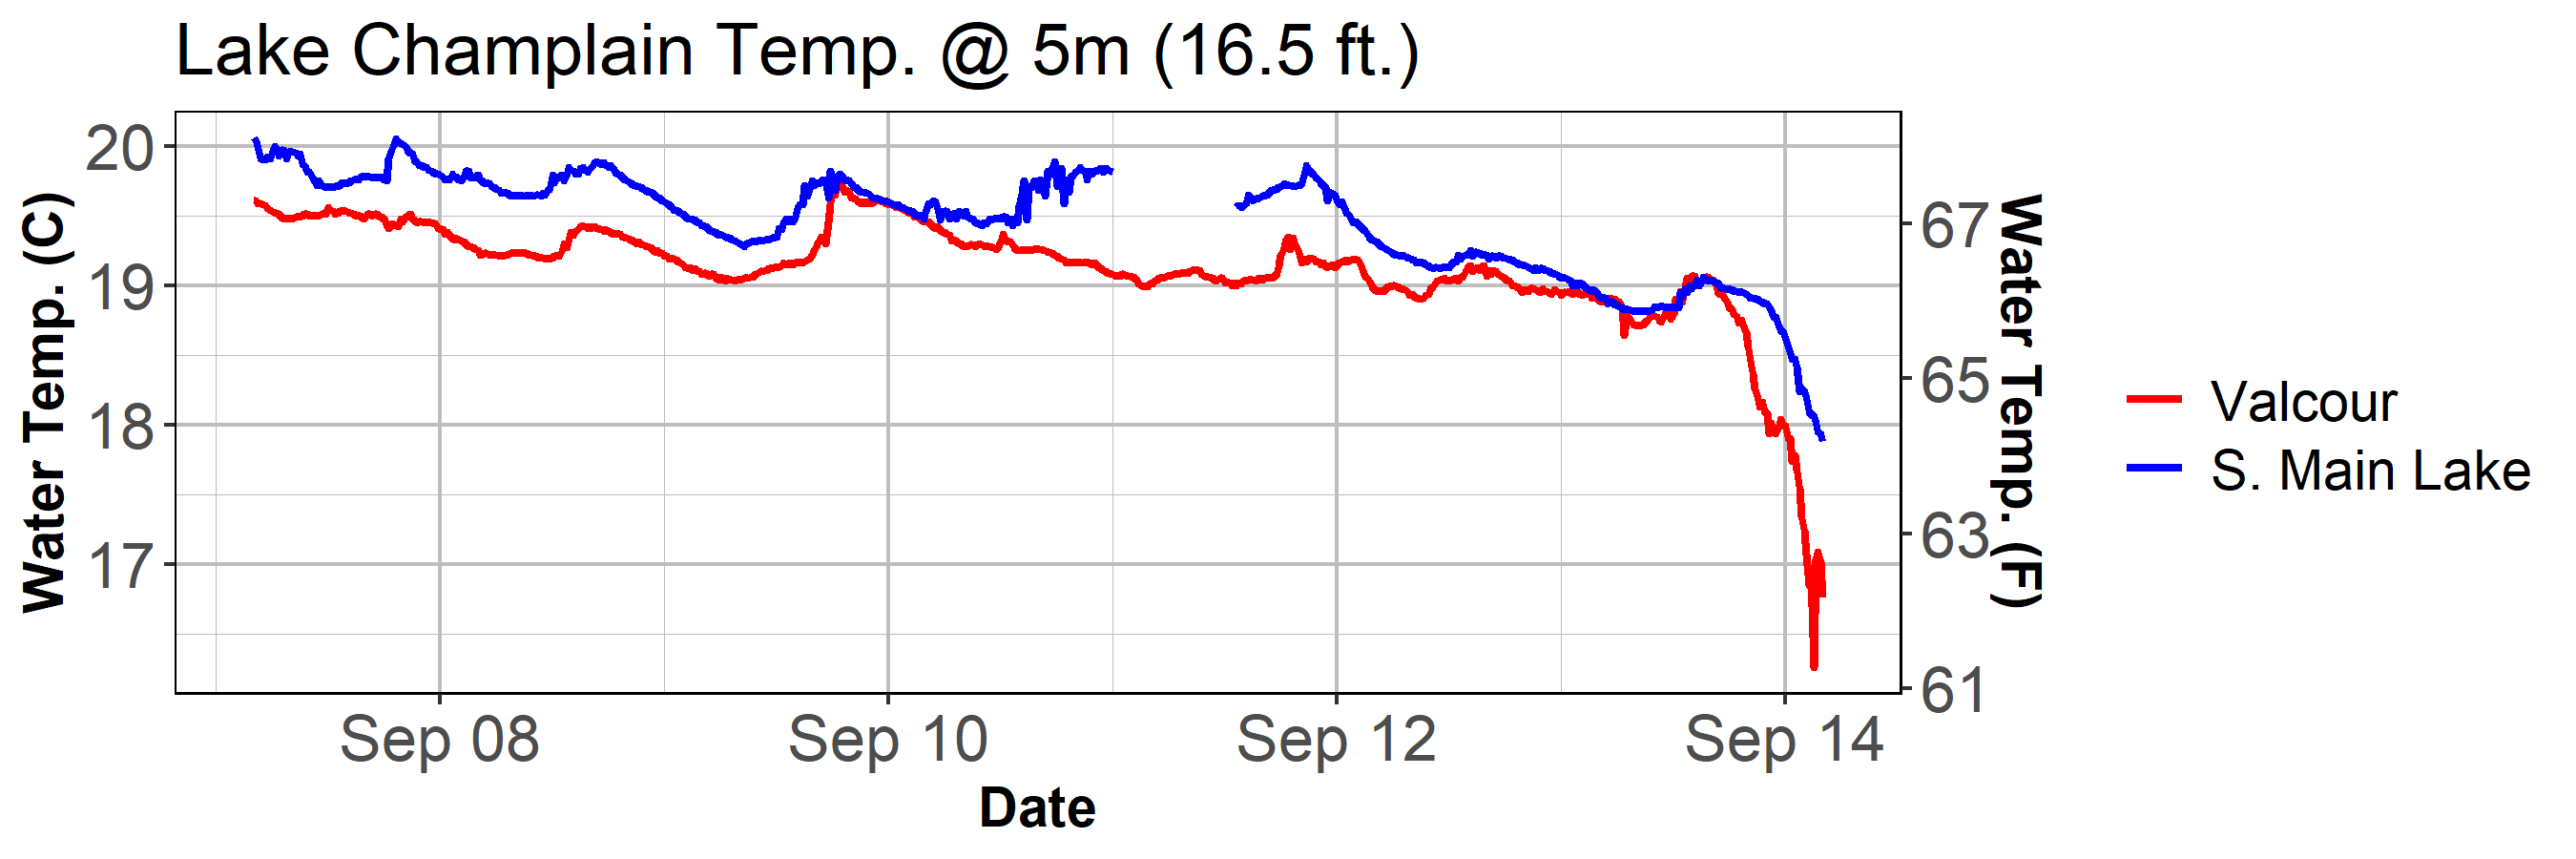 Lake Champlain Temp. @ 5m (16.5 ft.)
Water Temp. (C)
20
19
18
17
67
65
63
61
Water Temp. (F)
Sep 08
Sep 10
Sep 12
Sep 14
Date
Valcour
S. Main Lake